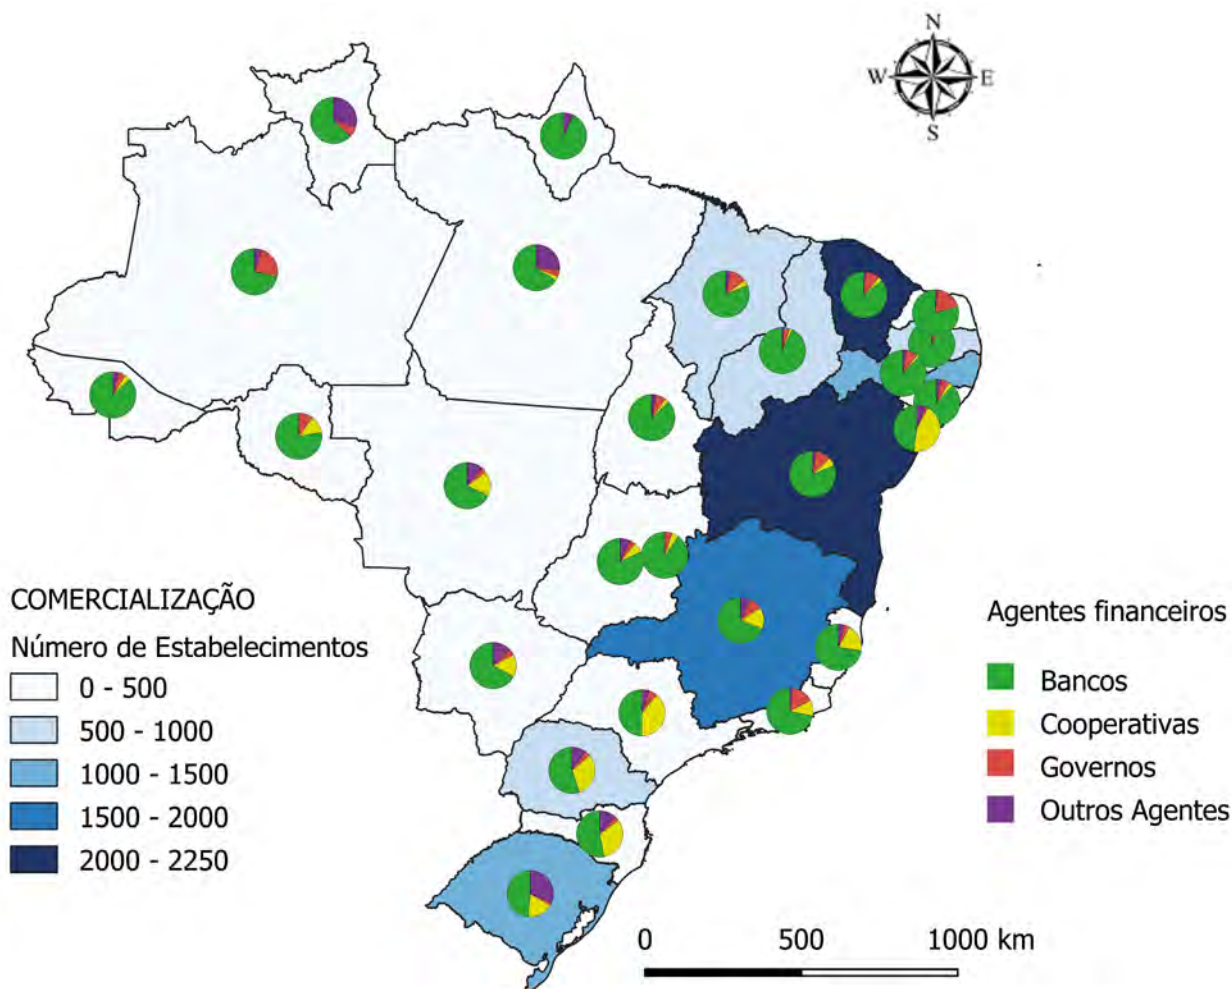 N
W E
S
COMERCIALIZAÇÃO
Número de Estabelecimentos
0 - 500
500 - 1000
1000 - 1500
1500 - 2000
2000 - 2250
Agentes financeiros
Bancos
Cooperativas
Governos
Outros Agentes
0 500 1000 km